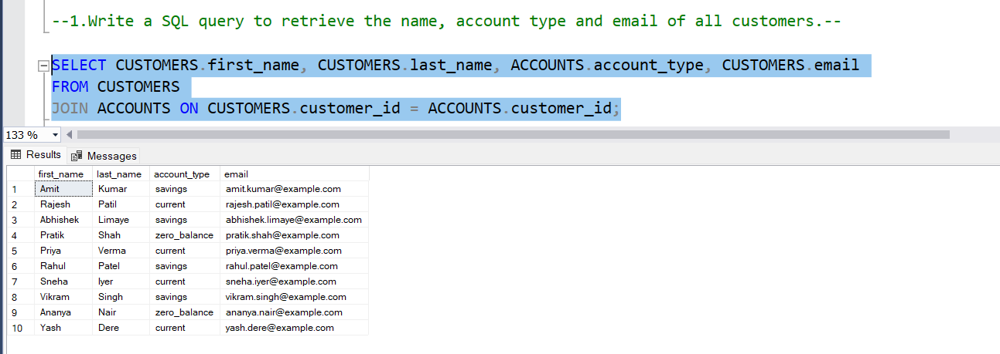 --1.Write a SQL query to retrieve the name, account type and email of all customers.--
SELECT CUSTOMERS.first_name, CUSTOMERS.last_name, ACCOUNTS.account_type, CUSTOMERS.email
FROM CUSTOMERS
JOIN ACCOUNTS ON CUSTOMERS.customer_id = ACCOUNTS.customer_id;
133 %
Results Messages
first_name last_name account_type email
1 Amit Kumar savings amit.kumar@example.com
2 Rajesh Patil current rajesh.patil@example.com
3 Abhishek Limaye savings abhishek.limaye@example.com
4 Pratik Shah zero_balance pratik.shah@example.com
5 Priya Verma current priya.verma@example.com
6 Rahul Patel savings rahul.patel@example.com
7 Sneha Iyer current sneha.iyer@example.com
8 Vikram Singh savings vikram.singh@example.com
9 Ananya Nair zero_balance ananya.nair@example.com
10 Yash Dere current yash.dere@example.com